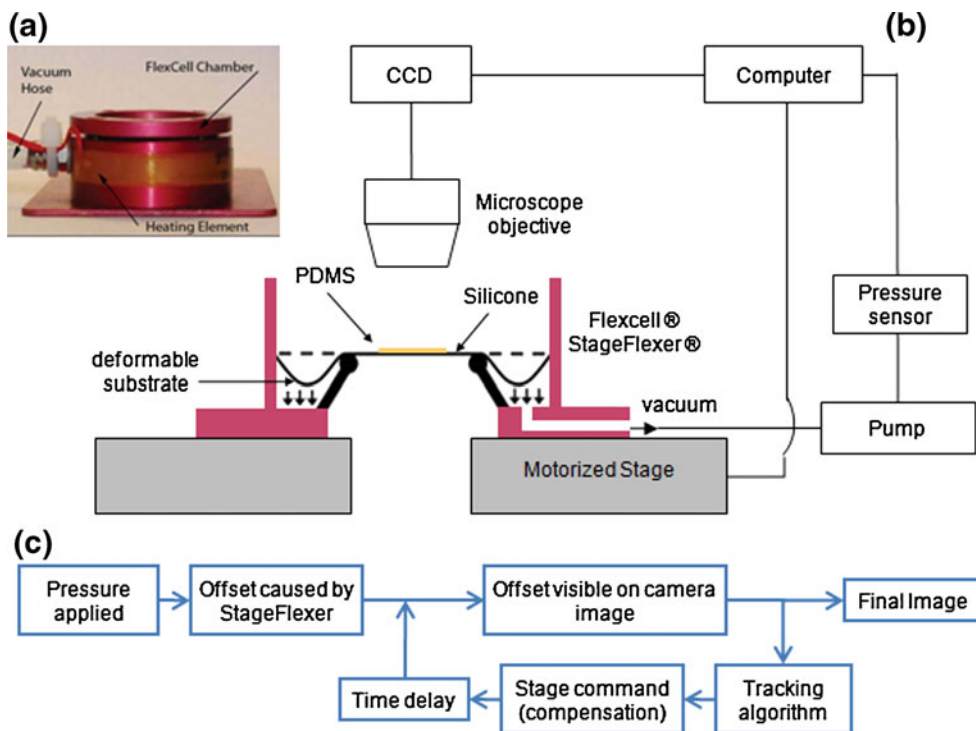 (a)
Vacuum
Hose
FlexCell Chamber
Heating Element
(b)
CCD
Computer
Microscope
objective
PDMS
Silicone
Flexcell®
StageFlexer®
Pressure
sensor
deformable
substrate
vacuum
Pump
Motorized Stage
(c)
Pressure
applied
Offset caused by
StageFlexer
Offset visible on camera
image
Final Image
Time delay
Stage command
(compensation)
Tracking
algorithm